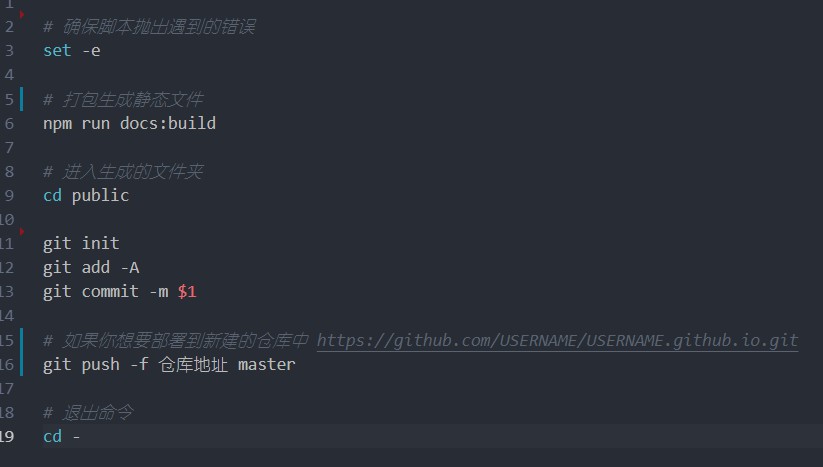 1
2 # 确保脚本抛出遇到的错误
3 set -e
4
5 # 打包生成静态文件
6 npm run docs:build
7
8 # 进入生成的文件夹
9 cd public
10
11 git init
12 git add -A
13 git commit -m $1
14
15 # 如果你想要部署到新建的仓库中 https://github.com/USERNAME/USERNAME.github.io.git
16 git push -f 仓库地址 master
17
18 # 退出命令
19 cd -